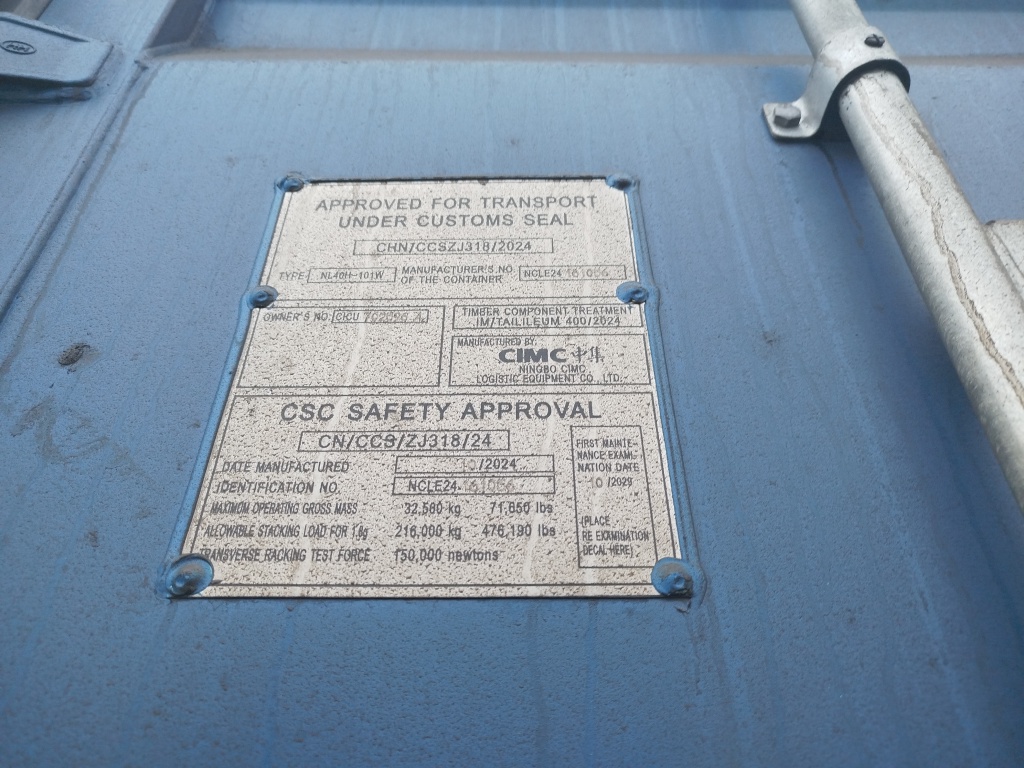 APPROVED FOR TRANSPORT
UNDER CUSTOMS SEAL
CHN/CCSZJ318/2024
TYPE NL40H-101W MANUFACTURER'S NO. OF THE CONTAINER NCLE24
OWNER'S NO. CICU
TIMBER COMPONENT TREATMENT
IM/TAILILEUM 400/2024
MANUFACTURED BY:
CIMC 中集
NINGBO CIMC
LOGISTIC EQUIPMENT CO., LTD.
CSC SAFETY APPROVAL
CN/CCS/ZJ318/24
DATE MANUFACTURED 10/2024
IDENTIFICATION NO. NCLE24
MAXIMUM OPERATING GROSS MASS 32,500 kg 71,650 lbs
ALLOWABLE STACKING LOAD FOR 1.8g 216,000 kg 476,190 lbs
TRANSVERSE RACKING TEST FORCE 150,000 newtons
FIRST MAINTE-
NANCE EXAMI-
NATION DATE
10 /2029
(PLACE
RE EXAMINATION
DECAL HERE)